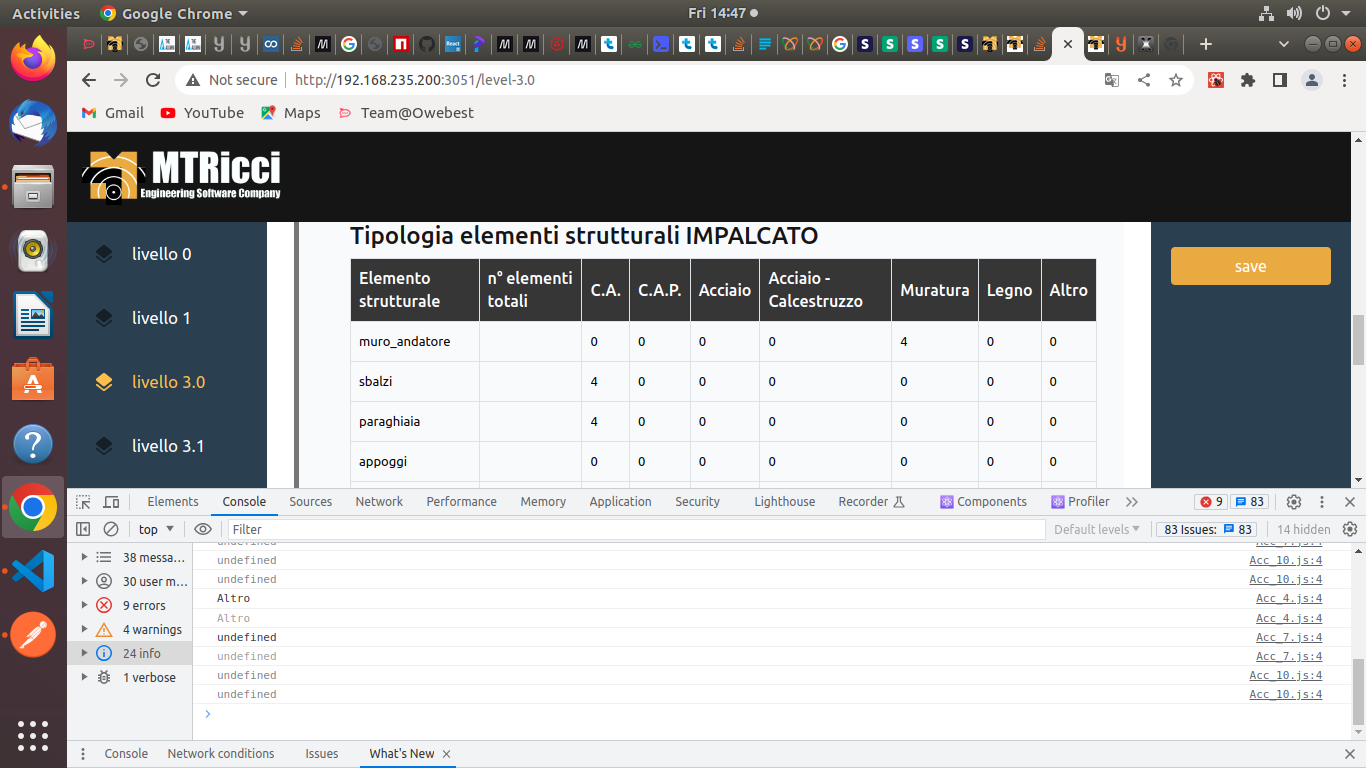 Activities
Google Chrome
Fri 14:47
Not secure
http://192.168.235.200:3051/level-3.0
Gmail
YouTube
Maps
Team@Owebest
MTRicci
Engineering Software Company
livello 0
livello 1
livello 3.0
livello 3.1
Tipologia elementi strutturali IMPALCATO
Elemento strutturale n° elementi totali C.A. C.A.P. Acciaio Acciaio - Calcestruzzo Muratura Legno Altro
muro_andatore 0 0 0 0 4 0 0
sbalzi 4 0 0 0 0 0 0
paraghiaia 4 0 0 0 0 0 0
appoggi 0 0 0 0 0 0 0
save
Elements Console Sources Network Performance Memory Application Security Lighthouse Recorder Components Profiler 9 83
top Filter Default levels 83 Issues: 83 14 hidden
38 messa...
30 user m...
9 errors
4 warnings
24 info
1 verbose
undefined Acc_7.js:4
undefined Acc_10.js:4
undefined Acc_10.js:4
Altro Acc_4.js:4
Altro Acc_4.js:4
undefined Acc_7.js:4
undefined Acc_7.js:4
undefined Acc_10.js:4
undefined Acc_10.js:4
Console Network conditions Issues What's New